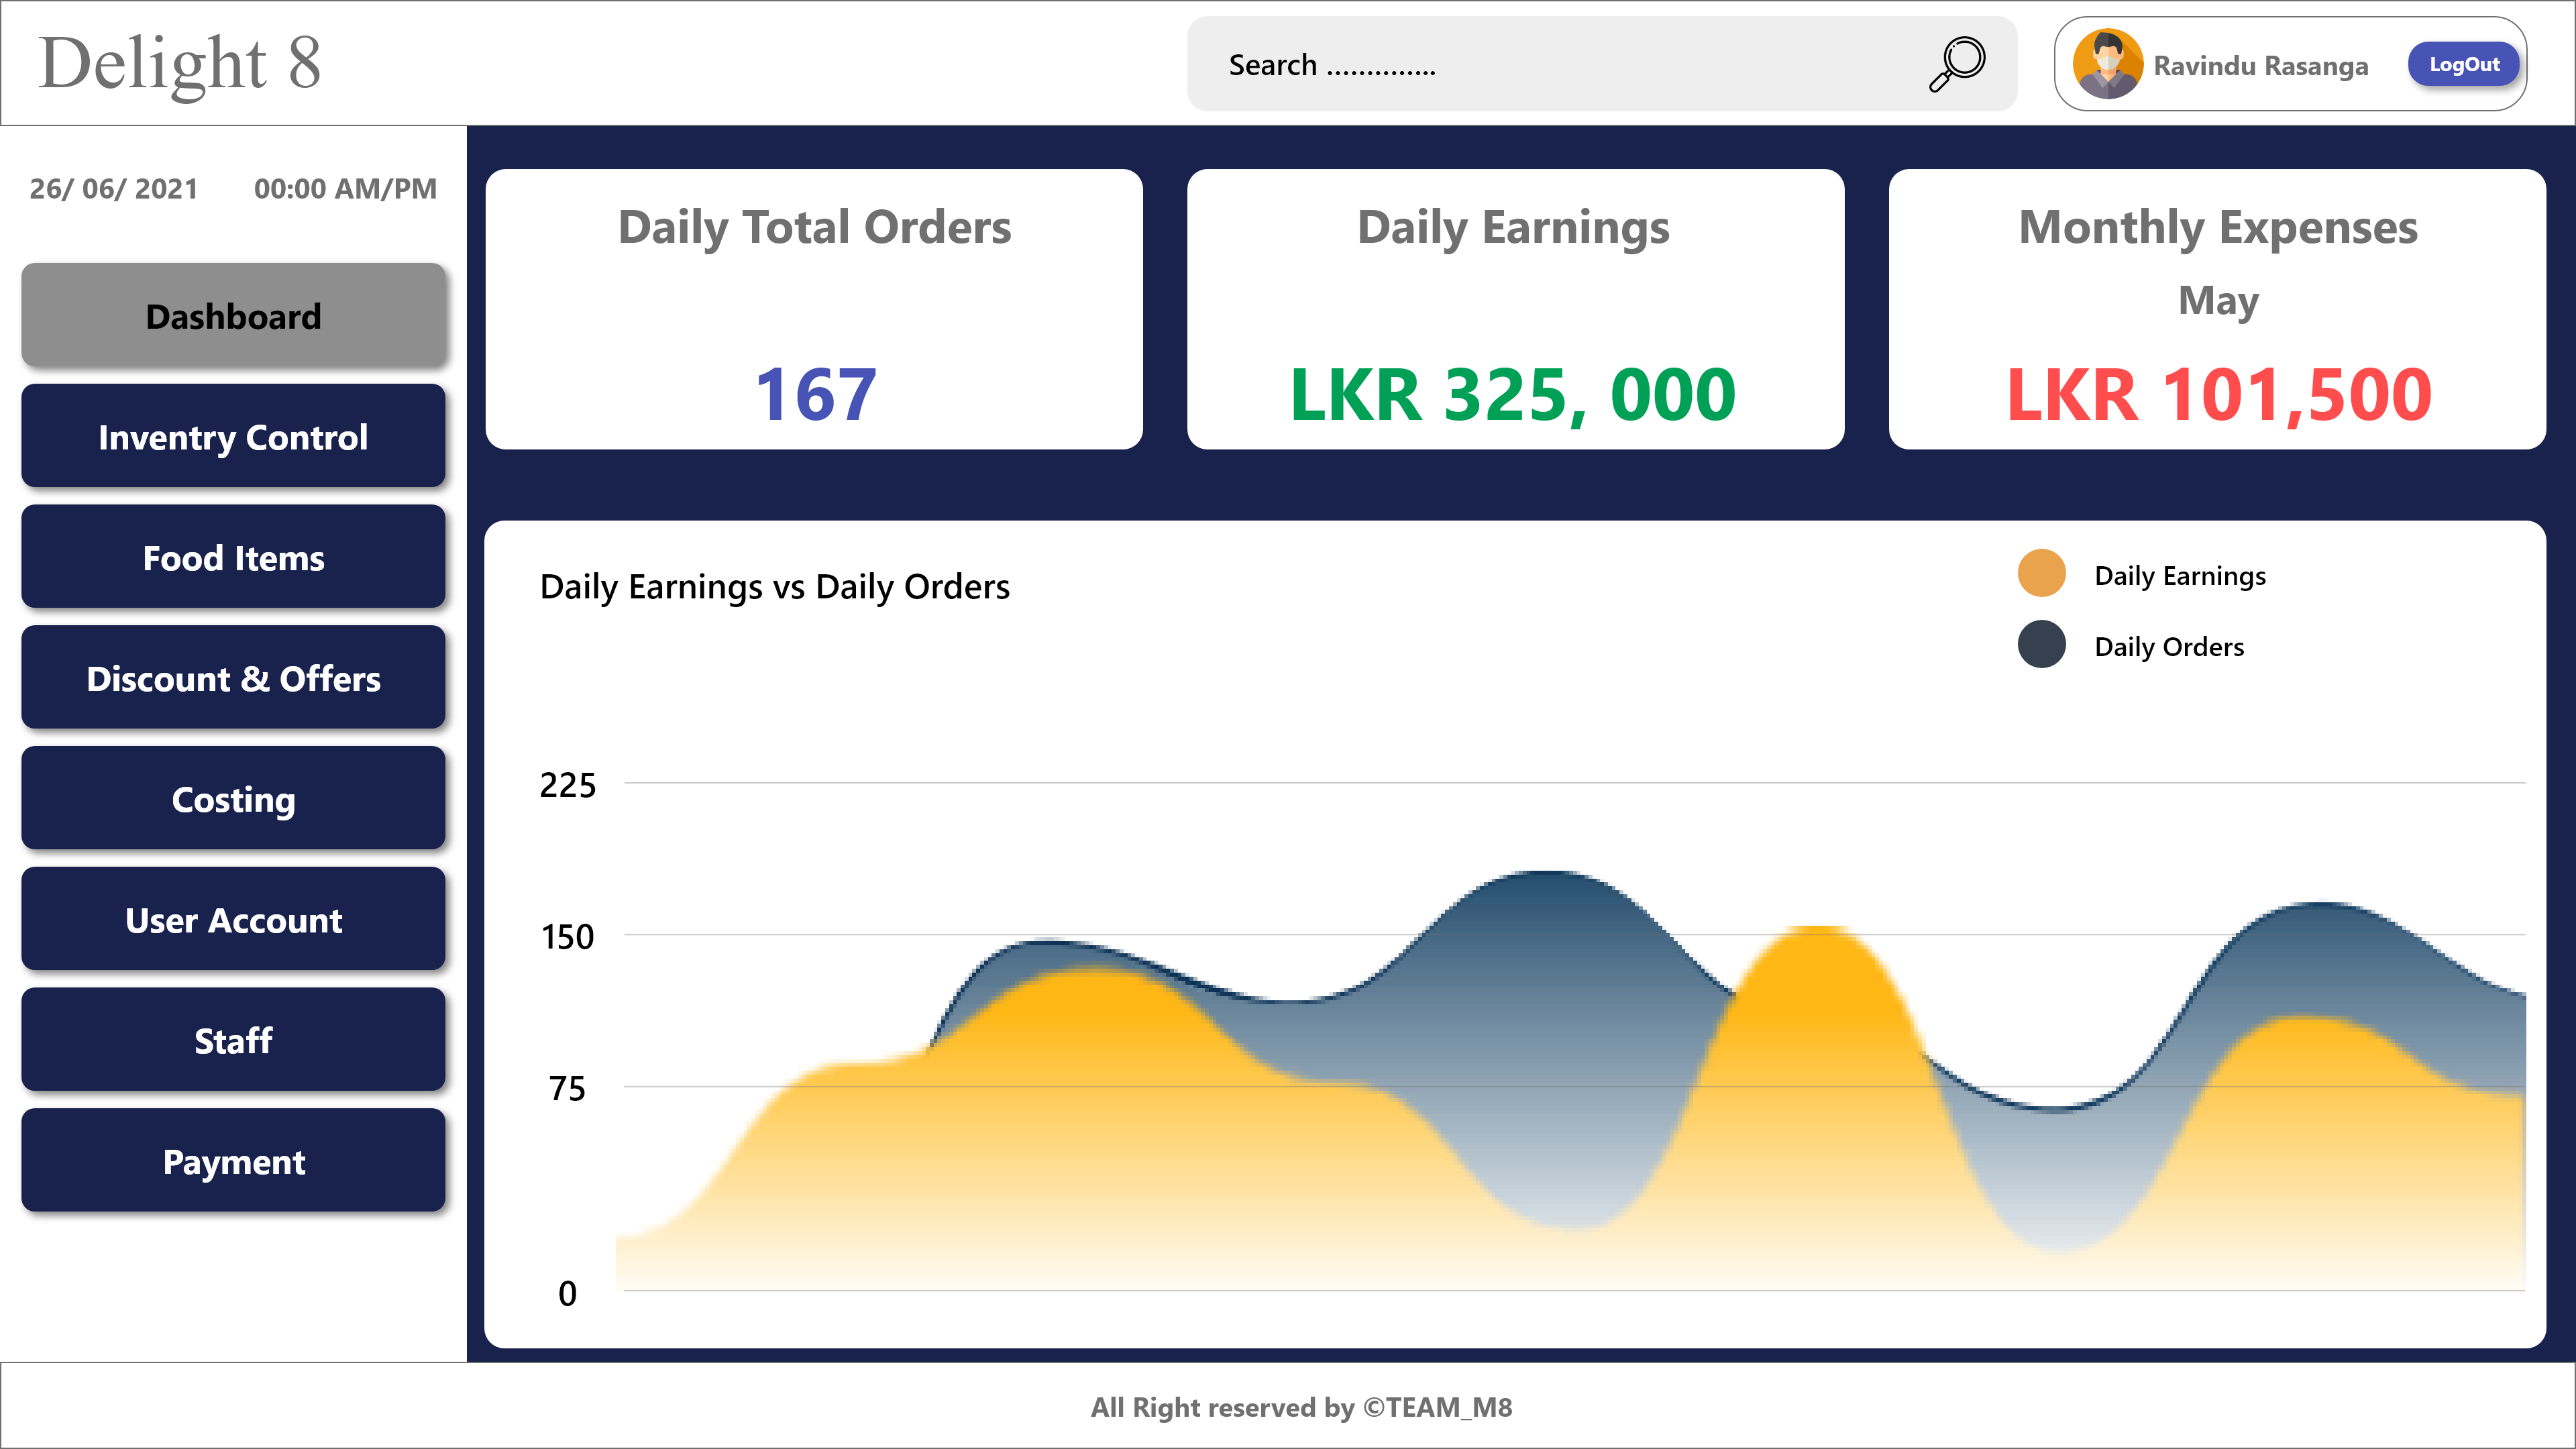 Delight 8
Search ..............
Ravindu Rasanga
LogOut
26/ 06/ 2021
00:00 AM/PM
Dashboard
Inventry Control
Food Items
Discount & Offers
Costing
User Account
Staff
Payment
Daily Total Orders
167
Daily Earnings
LKR 325, 000
Monthly Expenses
May
LKR 101,500
Daily Earnings vs Daily Orders
Daily Earnings
Daily Orders
225
150
75
0
All Right reserved by ©TEAM_M8